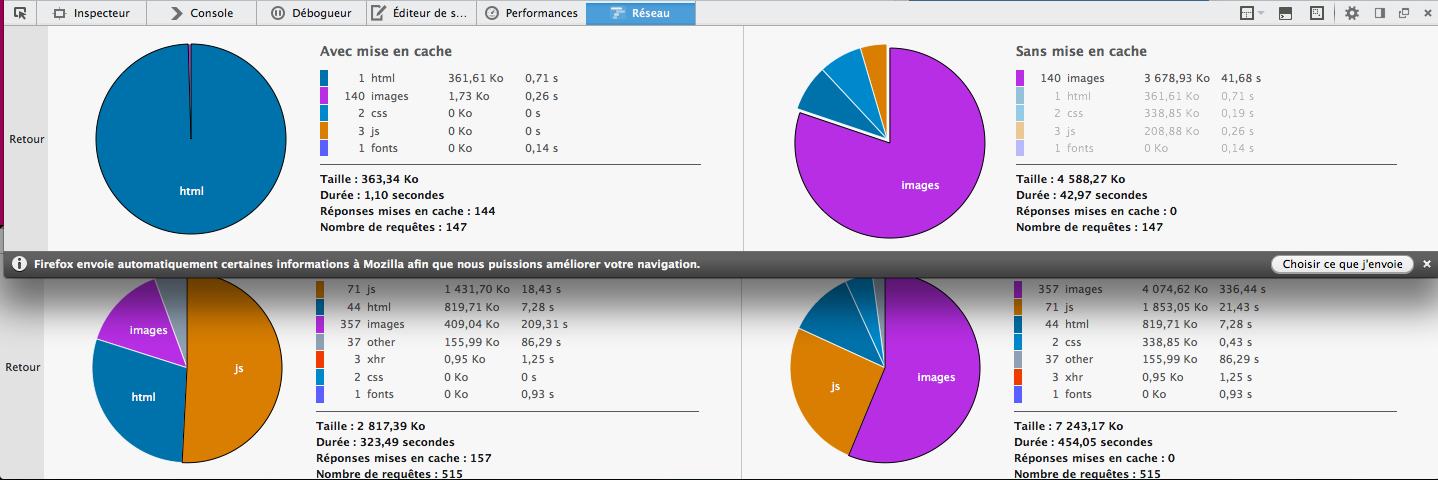 Inspecteur Console Débogueur Éditeur de s... Performances Réseau
Retour
html
Avec mise en cache
1 html 361,61 Ko 0,71 s
140 images 1,73 Ko 0,26 s
2 css 0 Ko 0 s
3 js 0 Ko 0 s
1 fonts 0 Ko 0,14 s
Taille : 363,34 Ko
Durée : 1,10 secondes
Réponses mises en cache : 144
Nombre de requêtes : 147
images
Sans mise en cache
140 images 3 678,93 Ko 41,68 s
1 html 361,61 Ko 0,71 s
2 css 338,85 Ko 0,19 s
3 js 208,88 Ko 0,26 s
1 fonts 0 Ko 0,14 s
Taille : 4 588,27 Ko
Durée : 42,97 secondes
Réponses mises en cache : 0
Nombre de requêtes : 147
Firefox envoie automatiquement certaines informations à Mozilla afin que nous puissions améliorer votre navigation. Choisir ce que j'envoie
Retour
images
js
html
71 js 1 431,70 Ko 18,43 s
44 html 819,71 Ko 7,28 s
357 images 409,04 Ko 209,31 s
37 other 155,99 Ko 86,29 s
3 xhr 0,95 Ko 1,25 s
2 css 0 Ko 0 s
1 fonts 0 Ko 0,93 s
Taille : 2 817,39 Ko
Durée : 323,49 secondes
Réponses mises en cache : 157
Nombre de requêtes : 515
images
js
357 images 4 074,62 Ko 336,44 s
71 js 1 853,05 Ko 21,43 s
44 html 819,71 Ko 7,28 s
2 css 338,85 Ko 0,43 s
37 other 155,99 Ko 86,29 s
3 xhr 0,95 Ko 1,25 s
1 fonts 0 Ko 0,93 s
Taille : 7 243,17 Ko
Durée : 454,05 secondes
Réponses mises en cache : 0
Nombre de requêtes : 515